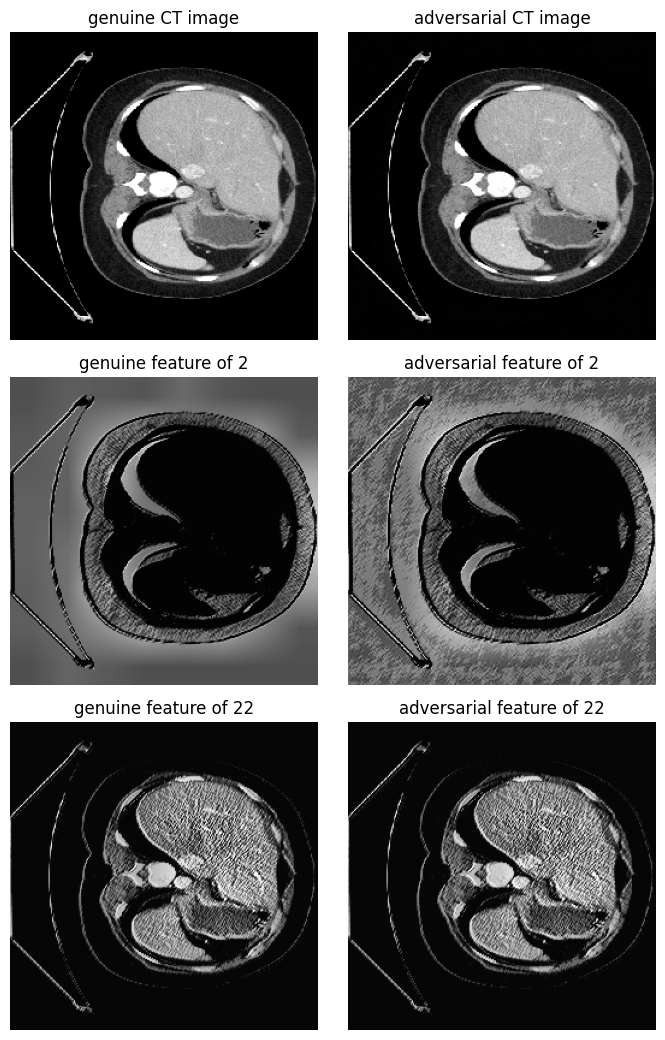 genuine CT image
adversarial CT image
genuine feature of 2
adversarial feature of 2
genuine feature of 22
adversarial feature of 22